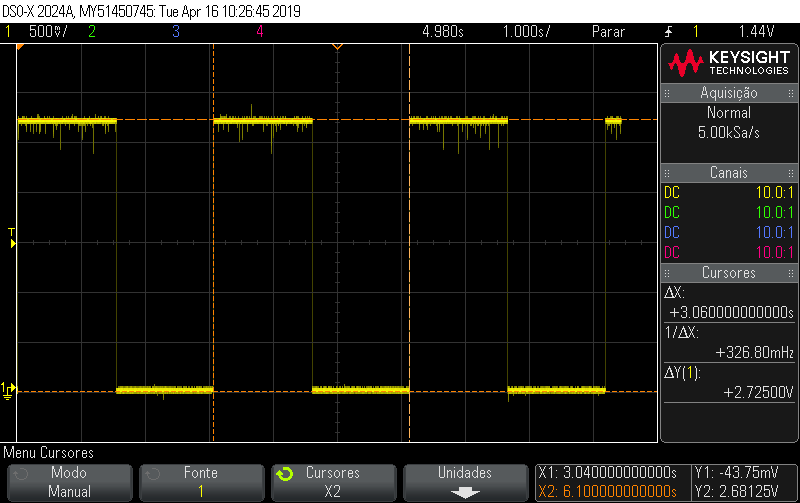 DSO-X 2024A, MY51450745: Tue Apr 16 10:26:45 2019
1 500mV/ 2 3 4 4.980s 1.000s/ Parar 1 1.44V
KEYSIGHT
TECHNOLOGIES
Aquisição
Normal
5.00kSa/s
Canais
DC 10.0:1
DC 10.0:1
DC 10.0:1
DC 10.0:1
Cursores
ΔX:
+3.060000000000s
1/ΔX:
+326.80mHz
ΔY(1):
+2.72500V
T
1
Menu Cursores
Modo
Manual
Fonte
1
Cursores
X2
Unidades
X1: 3.040000000000s
X2: 6.100000000000s
Y1: -43.75mV
Y2: 2.68125V